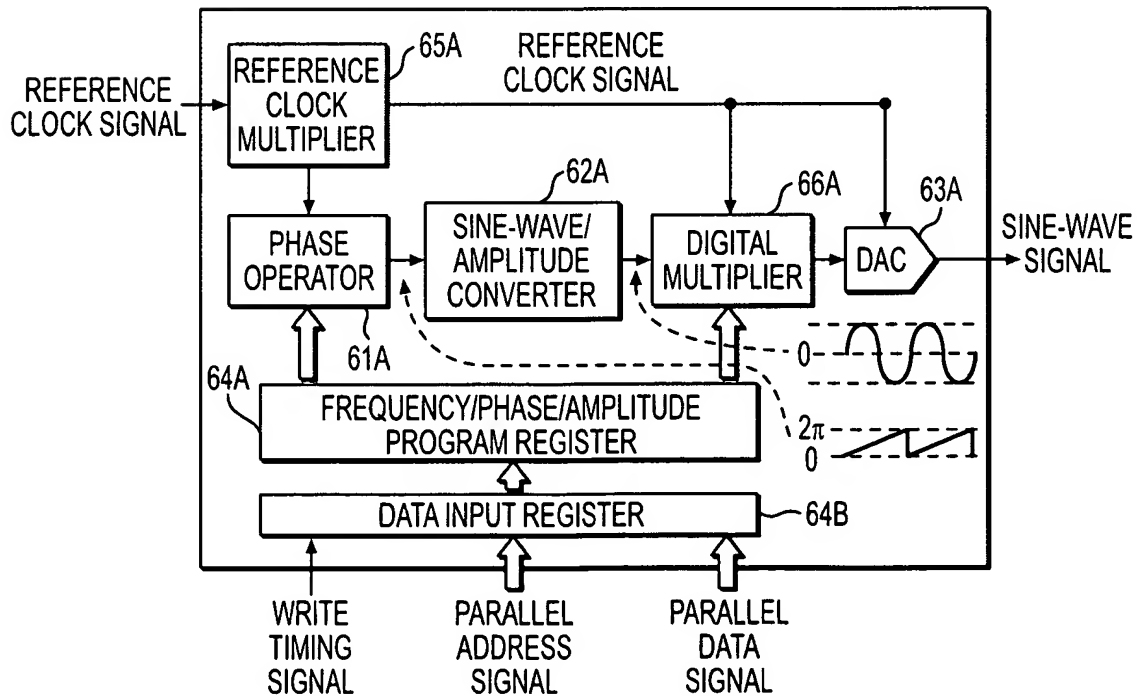 65A
REFERENCE
CLOCK SIGNAL
REFERENCE
CLOCK SIGNAL
REFERENCE
CLOCK
MULTIPLIER
62A
66A
63A
PHASE
OPERATOR
SINE-WAVE/
AMPLITUDE
CONVERTER
DIGITAL
MULTIPLIER
DAC
SINE-WAVE
SIGNAL
61A
0
64A
FREQUENCY/PHASE/AMPLITUDE
PROGRAM REGISTER
2π
0
DATA INPUT REGISTER
64B
WRITE
TIMING
SIGNAL
PARALLEL
ADDRESS
SIGNAL
PARALLEL
DATA
SIGNAL